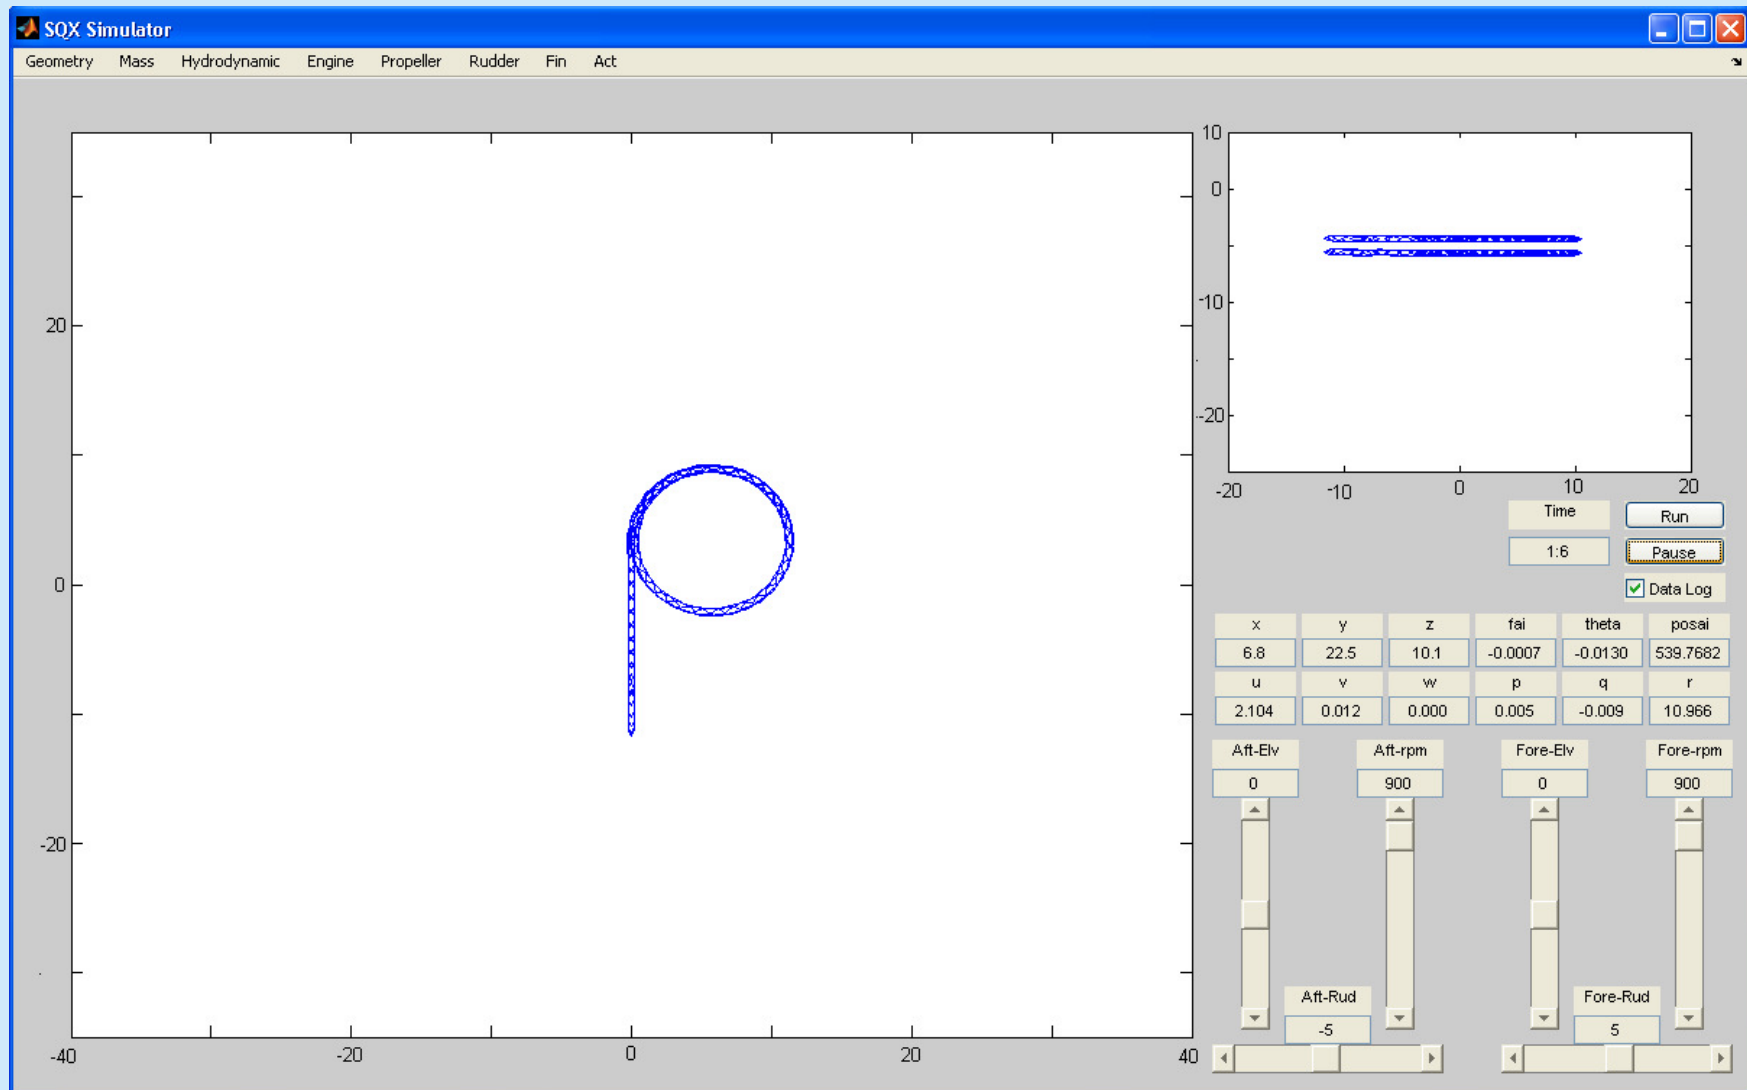 SQX Simulator
Geometry Mass Hydrodynamic Engine Propeller Rudder Fin Act
20
0
-20
-40 -20 0 20 40
10
0
-10
-20
-20 -10 0 10 20
Time Run
1:6 Pause
Data Log
x y z fai theta posai
6.8 22.5 10.1 -0.0007 -0.0130 539.7682
u v w p q r
2.104 0.012 0.000 0.005 -0.009 10.966
Aft-Elv Aft-rpm Fore-Elv Fore-rpm
0 900 0 900
Aft-Rud Fore-Rud
-5 5